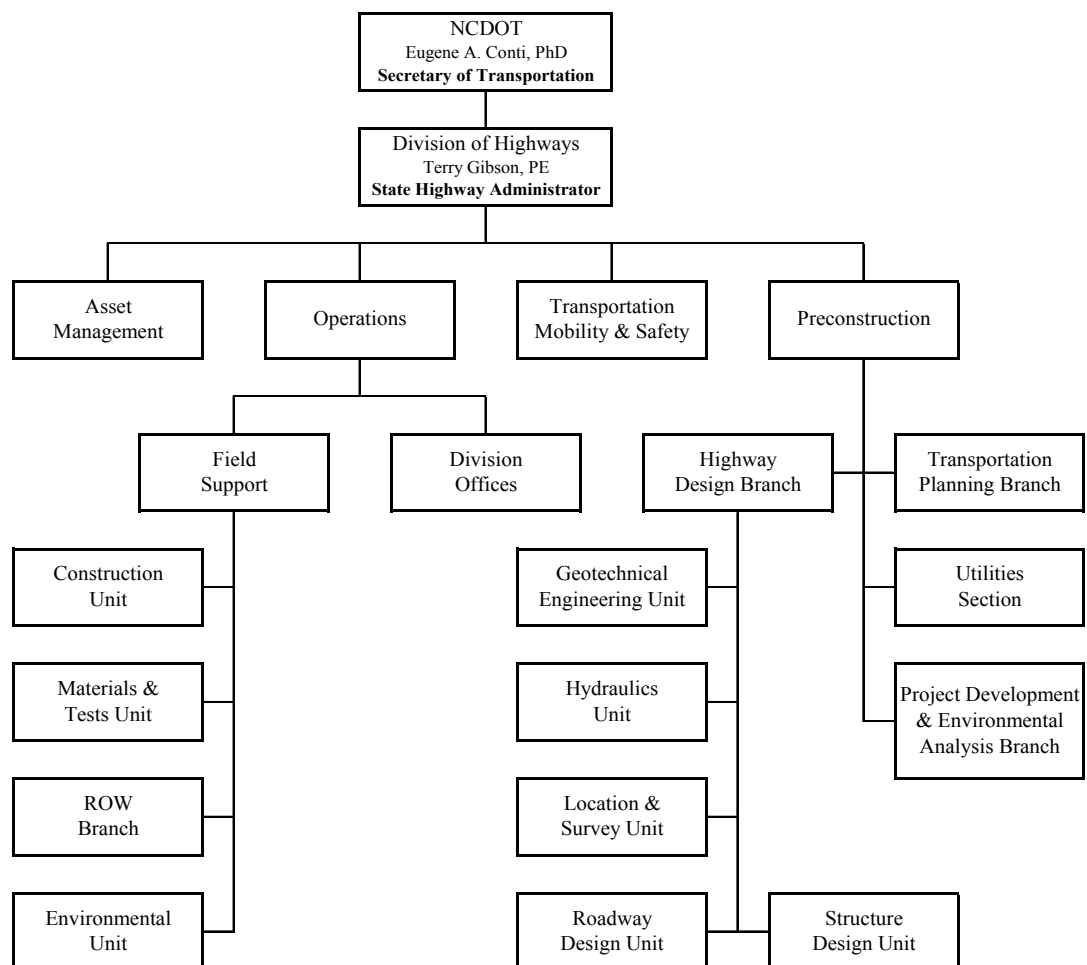 NCDOT
Eugene A. Conti, PhD
Secretary of Transportation
Division of Highways
Terry Gibson, PE
State Highway Administrator
Asset
Management
Operations
Transportation
Mobility & Safety
Preconstruction
Field
Support
Division
Offices
Highway
Design Branch
Transportation
Planning Branch
Construction
Unit
Geotechnical
Engineering Unit
Utilities
Section
Materials &
Tests Unit
Hydraulics
Unit
Project Development
& Environmental
Analysis Branch
ROW
Branch
Location &
Survey Unit
Environmental
Unit
Roadway
Design Unit
Structure
Design Unit